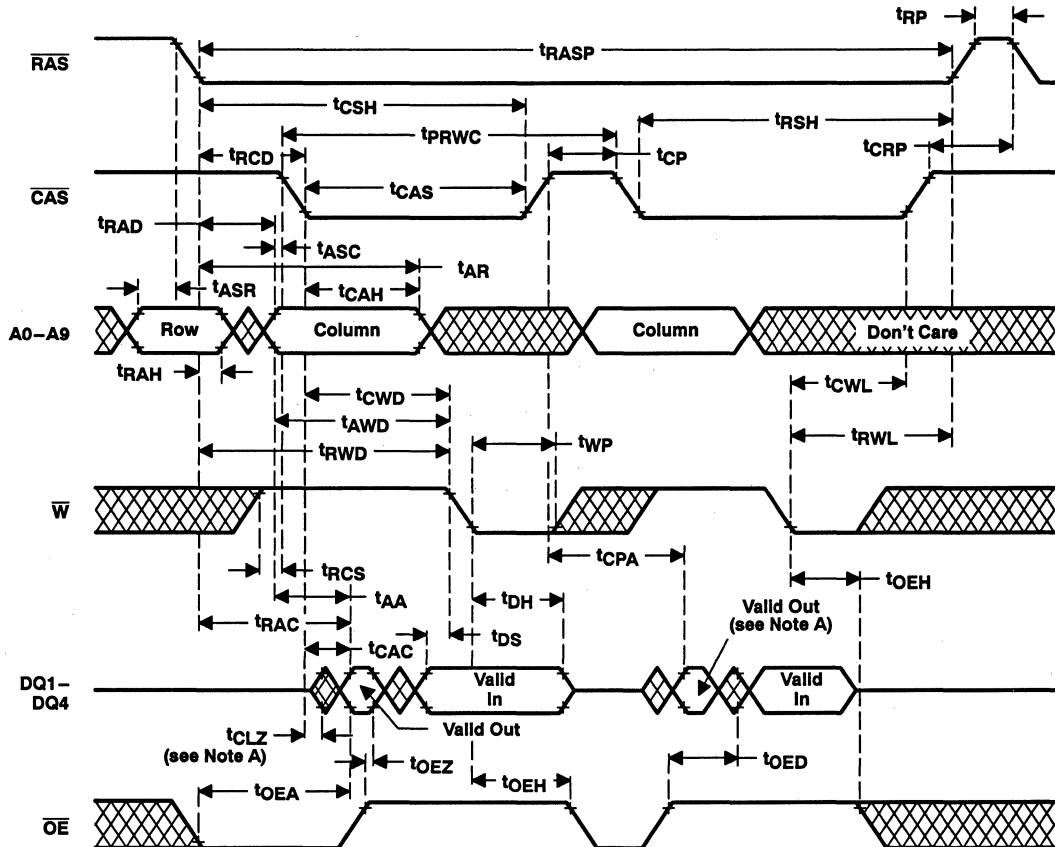 tRP
RAS
tRASP
tCSH
tPRWC
tRSH
tRCD
tCP
tCRP
CAS
tCAS
tRAD
tASC
tAR
tASR
tCAH
A0–A9
Row
Column
Column
Don't Care
tRAH
tCWD
tCWL
tAWD
tRWD
tWP
tRWL
W
tCPA
tRCS
tOEH
tAA
tDH
Valid Out
(see Note A)
tRAC
tDS
tCAC
DQ1–
DQ4
Valid
In
Valid
In
Valid Out
tCLZ
(see Note A)
tOEZ
tOED
tOEH
tOEA
OE